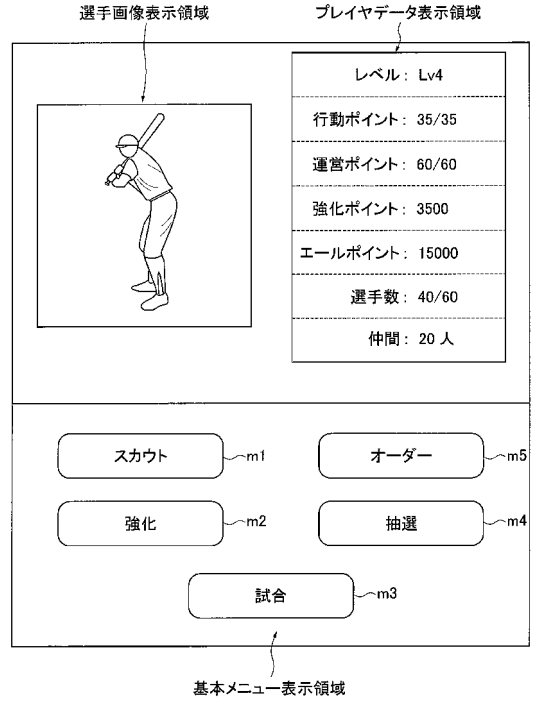 選手画像表示領域
プレイヤデータ表示領域
レベル: Lv4
行動ポイント: 35/35
運営ポイント: 60/60
強化ポイント: 3500
エールポイント: 15000
選手数: 40/60
仲間: 20 人
スカウト m1
オーダー m5
強化 m2
抽選 m4
試合 m3
基本メニュー表示領域